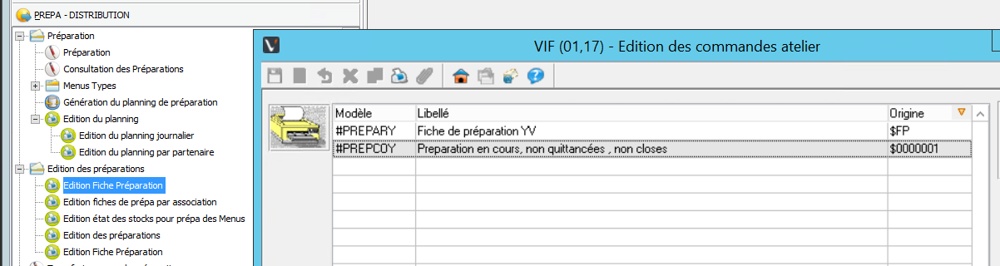 PREPA - DISTRIBUTION
Préparation
Préparation
Consultation des Préparations
Menus Types
Génération du planning de préparation
Edition du planning
Edition du planning journalier
Edition du planning par partenaire
Edition des préparations
Edition Fiche Préparation
Edition fiches de prépa par association
Edition état des stocks pour prépa des Menus
Edition des préparations
Edition Fiche Préparation
VIF (01,17) - Edition des commandes atelier
Modèle Libellé Origine
#PREPARY Fiche de préparation YV $FP
#PREPCOY Preparation en cours, non quittancées , non closes $0000001